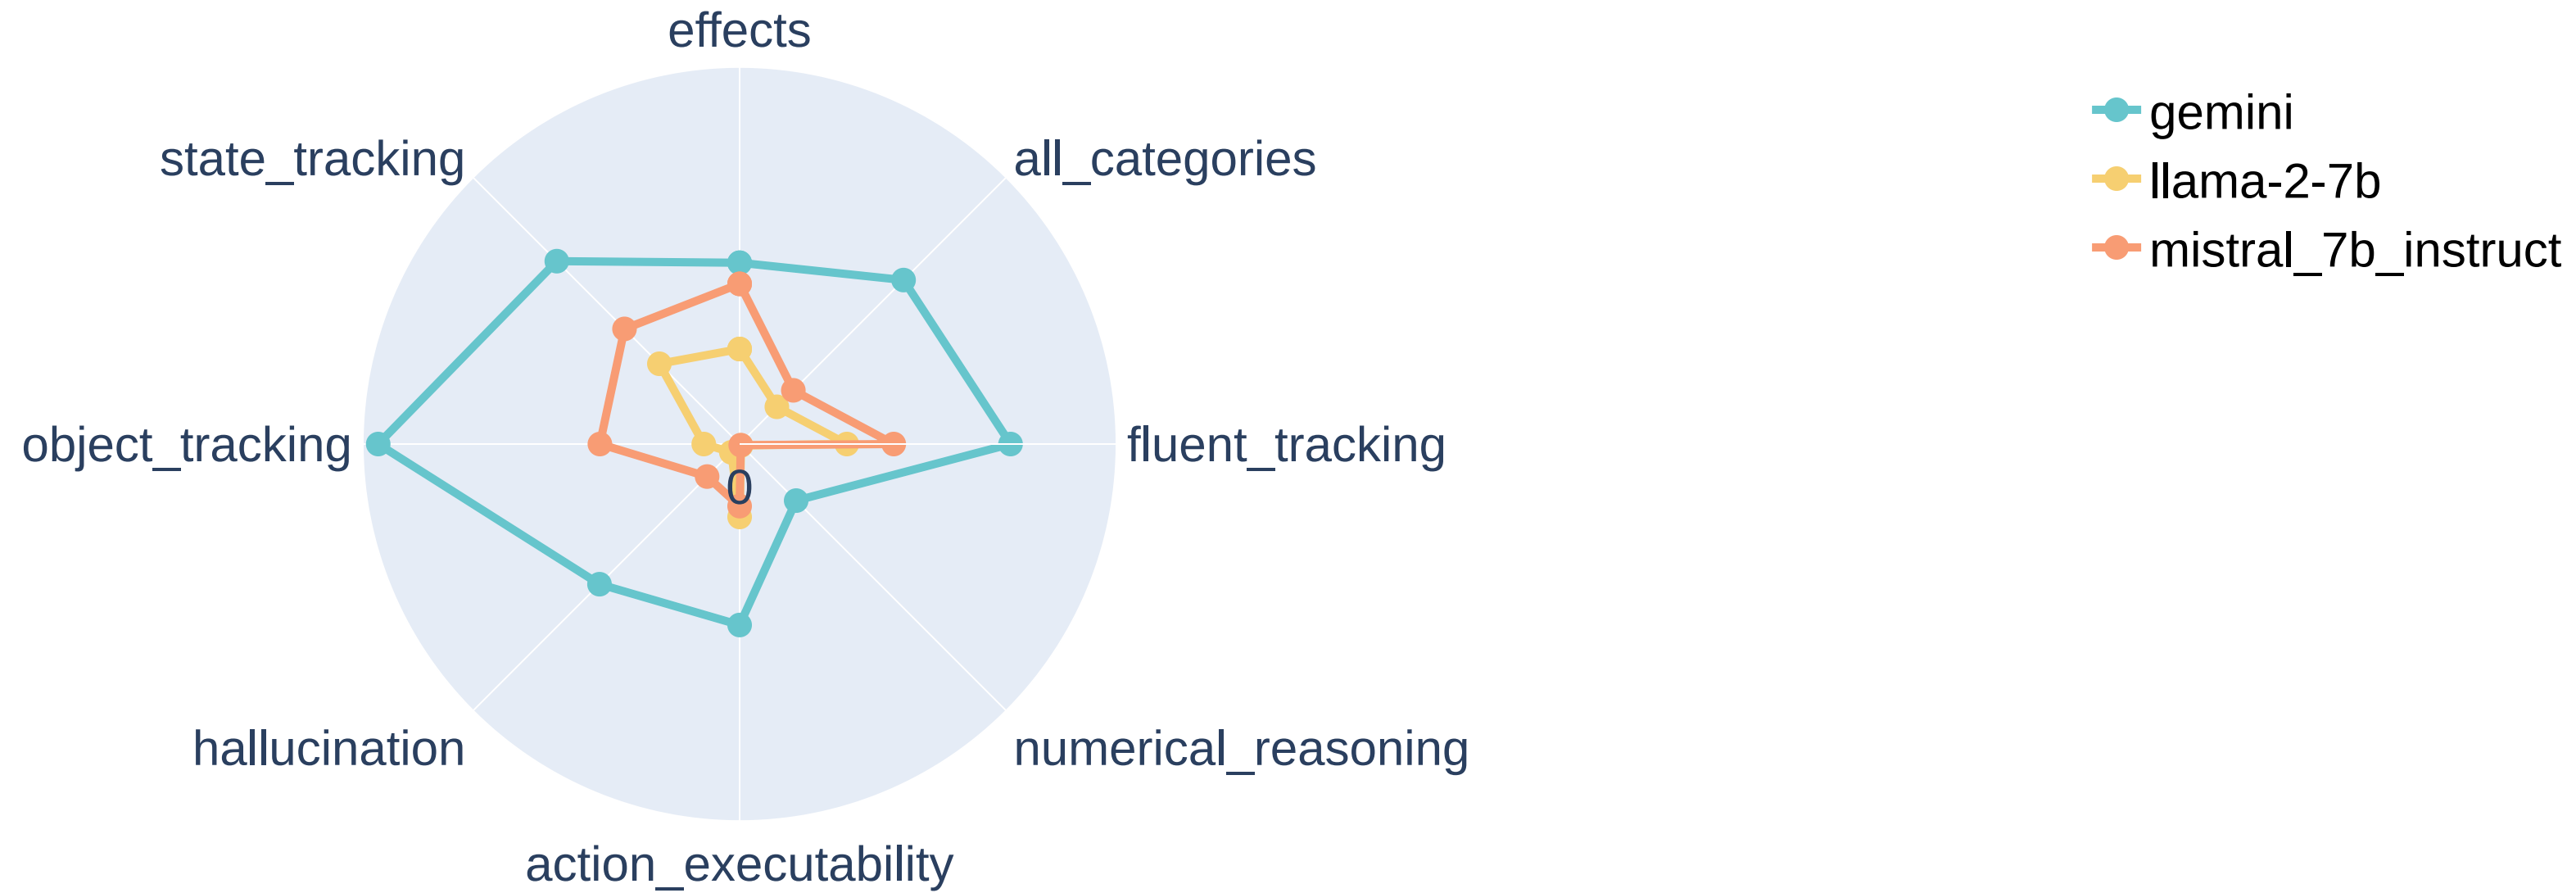 effects
state_tracking
all_categories
object_tracking
fluent_tracking
0
hallucination
numerical_reasoning
action_executability
gemini
llama-2-7b
mistral_7b_instruct